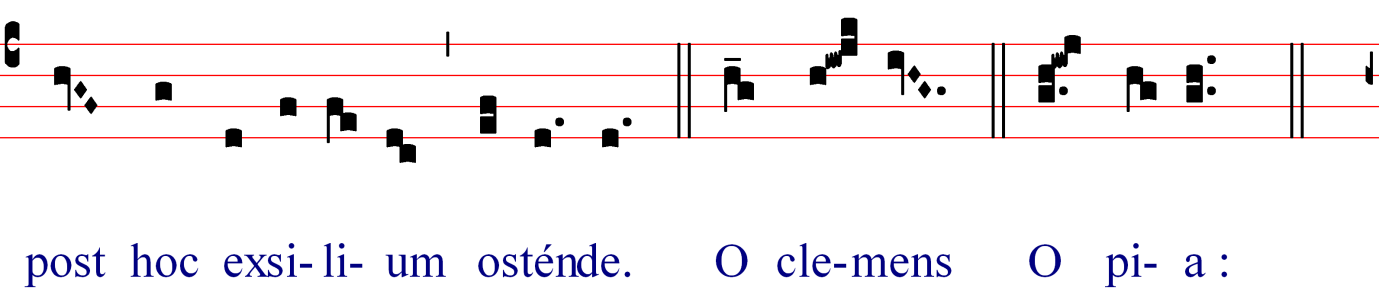 post hoc exsi- li- um osténde. O cle- mens O pi- a :